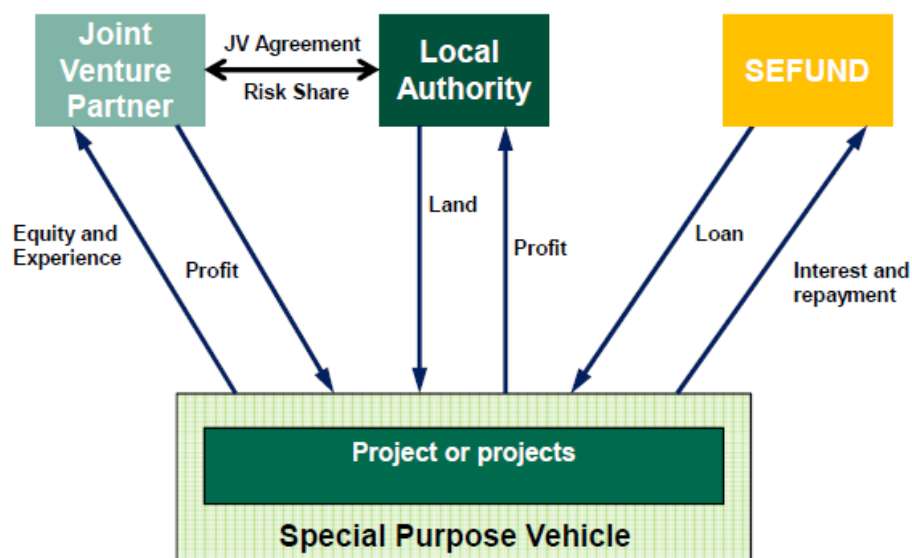 Joint
Venture
Partner
JV Agreement
Risk Share
Local
Authority
SEFUND
Equity and
Experience
Profit
Land
Profit
Loan
Interest and
repayment
Project or projects
Special Purpose Vehicle